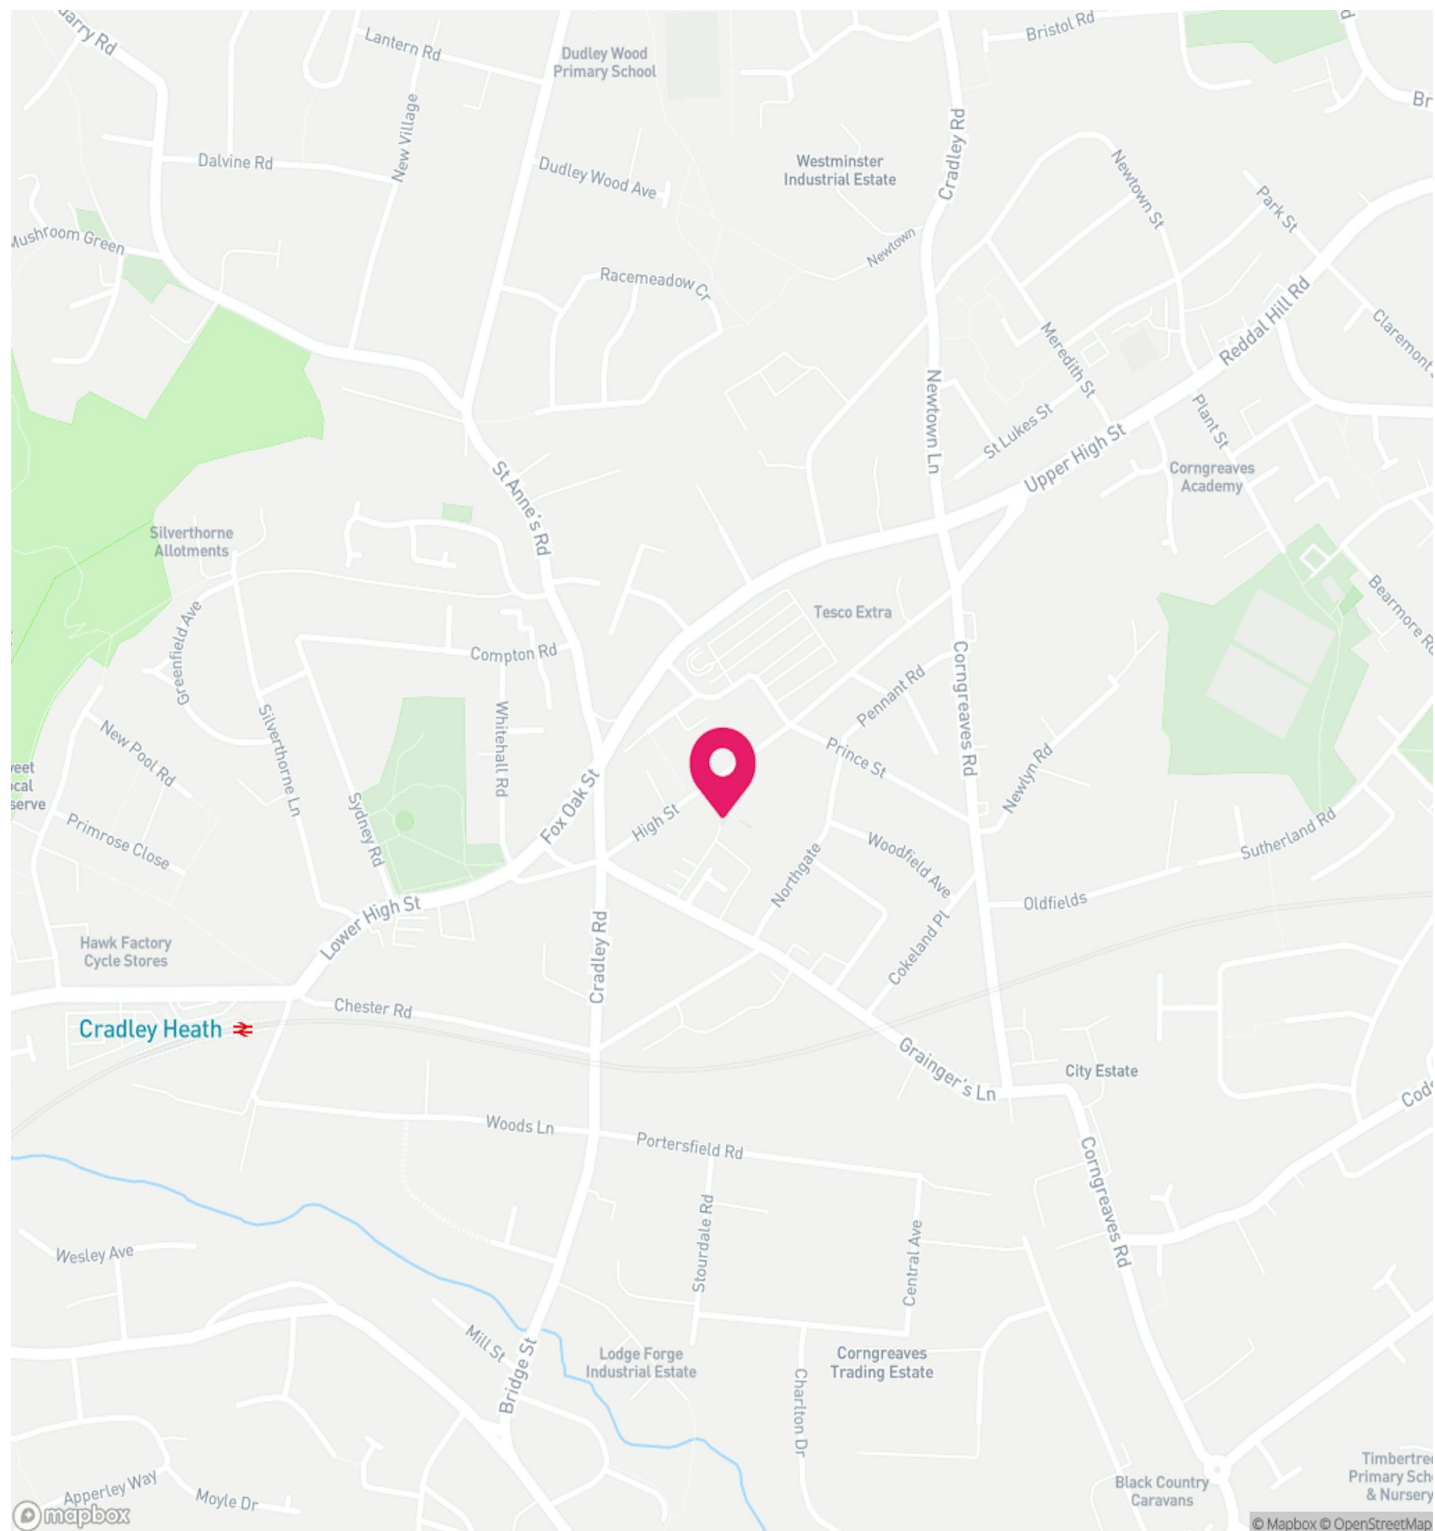 Lantern Rd
Dudley Wood
Primary School
Bristol Rd
New Village
Cradley Rd
Dalvine Rd
Dudley Wood Ave
Westminster
Industrial Estate
Newtown St
Park St
Mushroom Green
Newtown
Racemeadow Cr
Reddal Hill Rd
Meredith St
Claremont
Newtown Ln
Plant St
St Lukes St
Upper High St
St Anne's Rd
Corngreaves
Academy
Silverthorne
Allotments
Tesco Extra
Bearmore Rd
Greenfield Ave
Compton Rd
Corngreaves Rd
Pennant Rd
Whitehall Rd
Silverthorne Ln
New Pool Rd
Prince St
Newlyn Rd
Fox Oak St
High St
Sydney Rd
Primrose Close
Sutherland Rd
Woodfield Ave
Northgate
Oldfields
Lower High St
Cradley Rd
Cokeland Pl
Hawk Factory
Cycle Stores
Chester Rd
Cradley Heath
Grainger's Ln
City Estate
Woods Ln
Portersfield Rd
Corngreaves Rd
Stourdale Rd
Central Ave
Wesley Ave
Mill St
Bridge St
Lodge Forge
Industrial Estate
Corngreaves
Trading Estate
Charlton Dr
Apperley Way
Moyle Dr
Black Country
Caravans
Timbertree
Primary Scho
& Nursery
mapbox
© Mapbox © OpenStreetMap